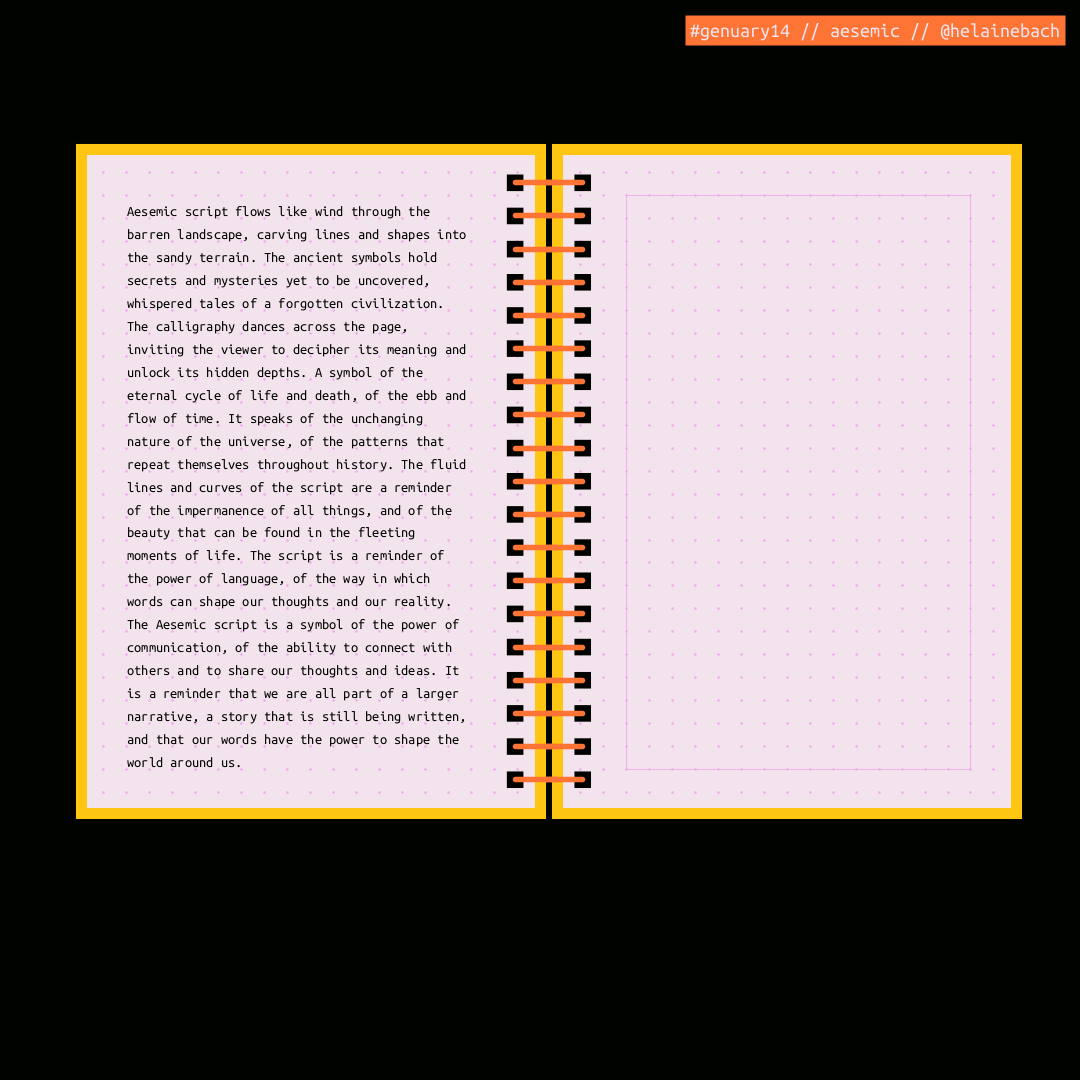 #genuary14 // aesemic // @helainebach
Aesemic script flows like wind through the
barren landscape, carving lines and shapes into
the sandy terrain. The ancient symbols hold
secrets and mysteries yet to be uncovered,
whispered tales of a forgotten civilization.
The calligraphy dances across the page,
inviting the viewer to decipher its meaning and
unlock its hidden depths. A symbol of the
eternal cycle of life and death, of the ebb and
flow of time. It speaks of the unchanging
nature of the universe, of the patterns that
repeat themselves throughout history. The fluid
lines and curves of the script are a reminder
of the impermanence of all things, and of the
beauty that can be found in the fleeting
moments of life. The script is a reminder of
the power of language, of the way in which
words can shape our thoughts and our reality.
The Aesemic script is a symbol of the power of
communication, of the ability to connect with
others and to share our thoughts and ideas. It
is a reminder that we are all part of a larger
narrative, a story that is still being written,
and that our words have the power to shape the
world around us.